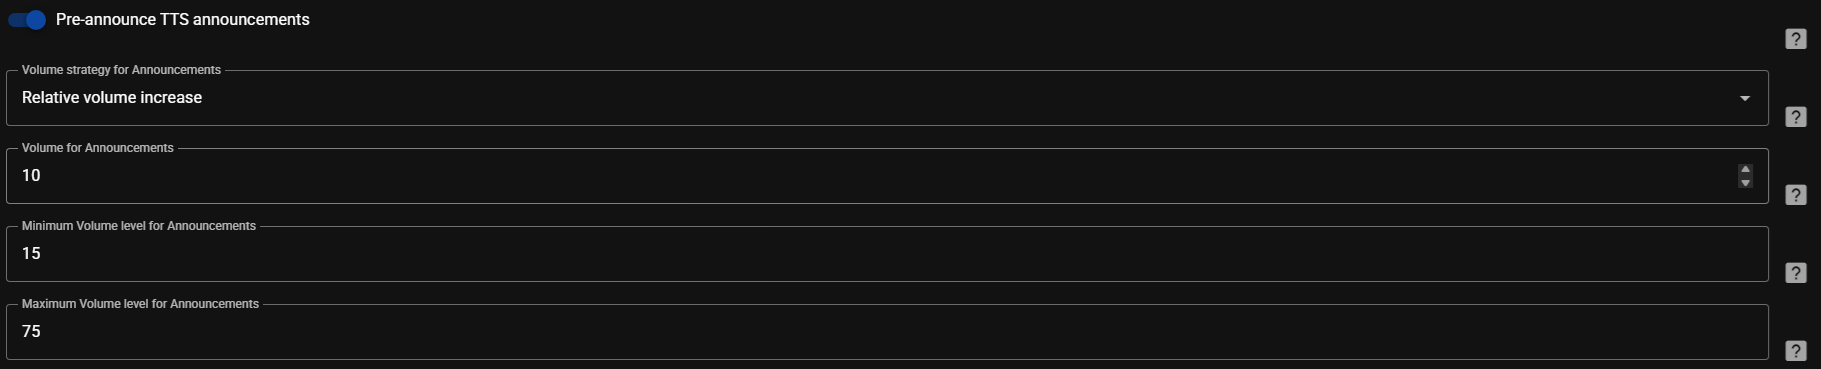 Pre-announce TTS announcements
?
Volume strategy for Announcements
Relative volume increase
?
Volume for Announcements
10
?
Minimum Volume level for Announcements
15
?
Maximum Volume level for Announcements
75
?